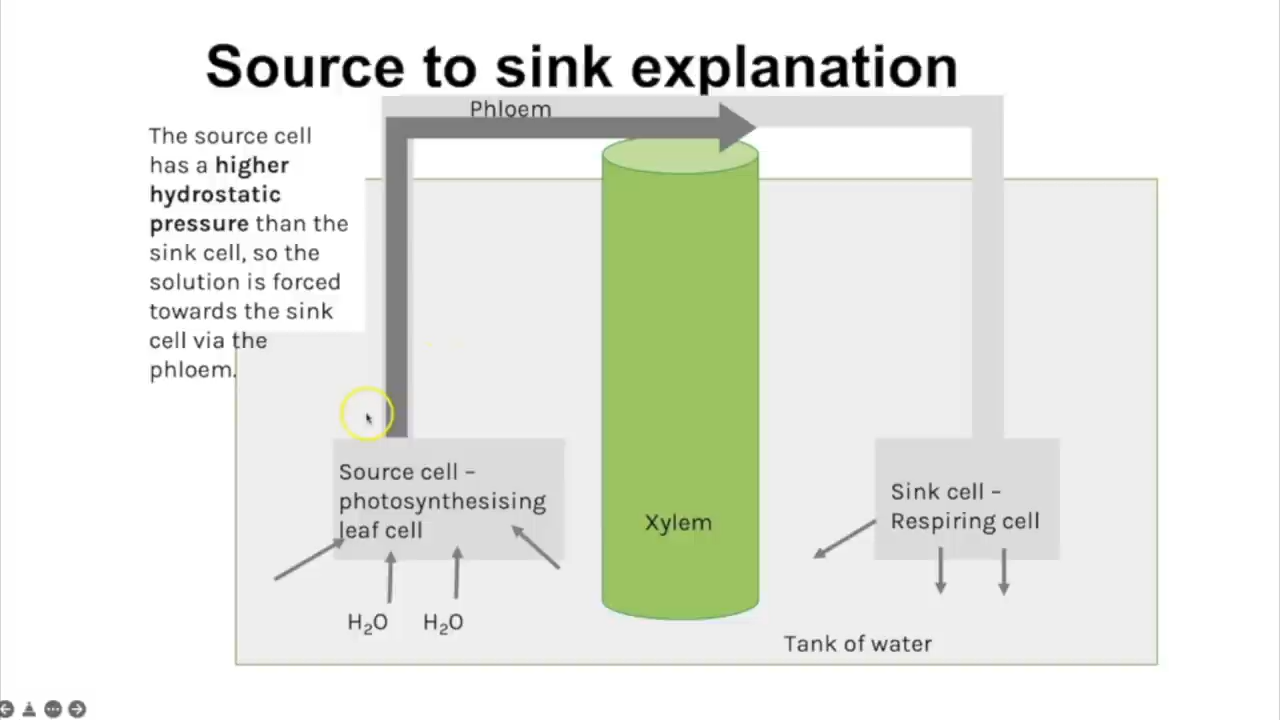 Source to sink explanation
Phloem
The source cell
has a higher
hydrostatic
pressure than the
sink cell, so the
solution is forced
towards the sink
cell via the
phloem.
Source cell –
photosynthesising
leaf cell
H₂O H₂O
Xylem
Sink cell –
Respiring cell
Tank of water